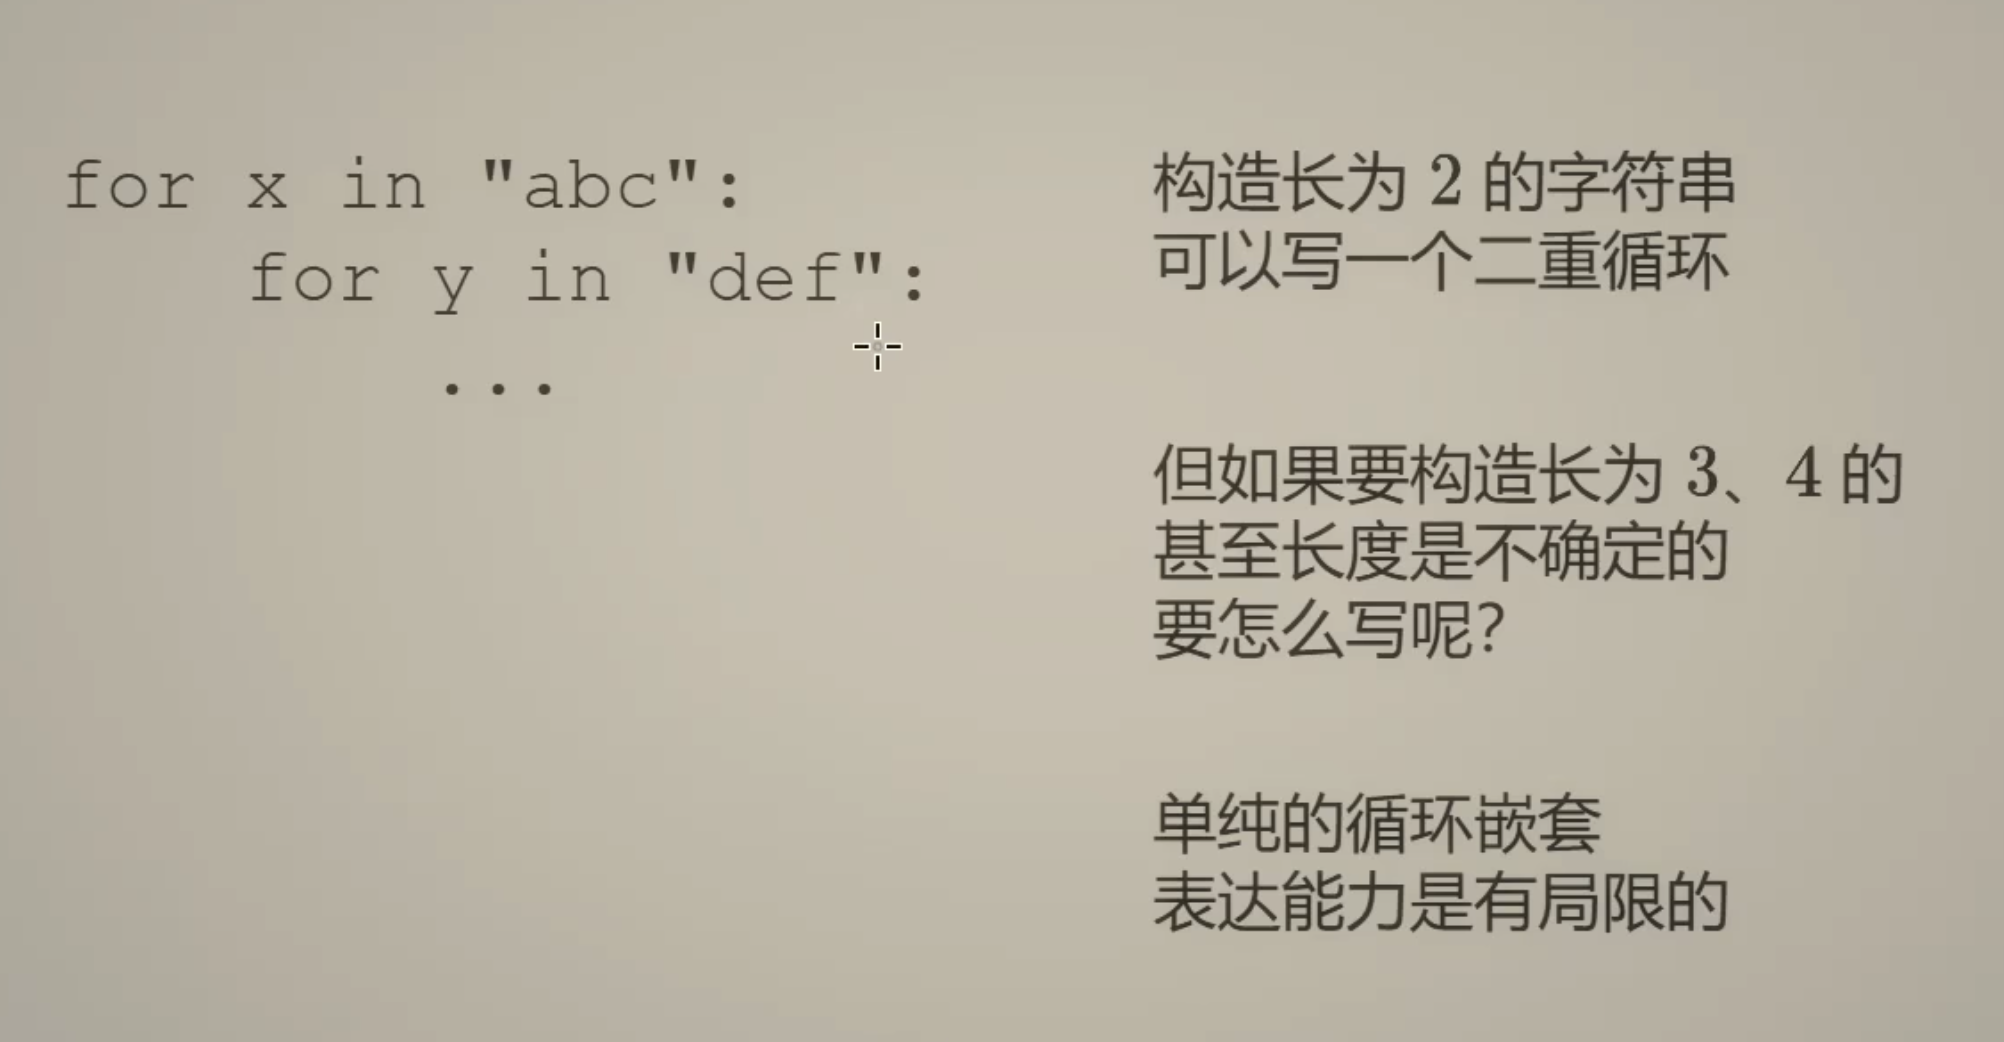 for x in "abc":
    for y in "def":
        ...
构造长为 2 的字符串
可以写一个二重循环
但如果要构造长为 3、4 的
甚至长度是不确定的
要怎么写呢？
单纯的循环嵌套
表达能力是有局限的